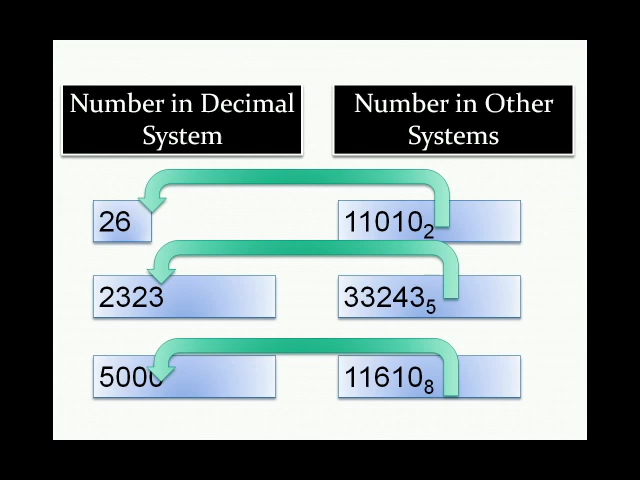 Number in Decimal
System
Number in Other
Systems
26
11010₂
2323
33243₅
5000
11610₈